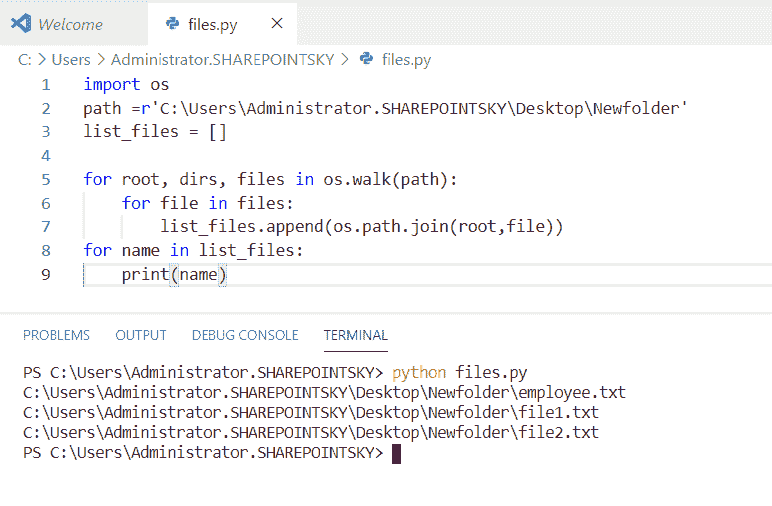 Welcome files.py
C: > Users > Administrator.SHAREPOINTSKY > files.py
1 import os
2 path =r'C:\Users\Administrator.SHAREPOINTSKY\Desktop\Newfolder'
3 list_files = []
4
5 for root, dirs, files in os.walk(path):
6     for file in files:
7         list_files.append(os.path.join(root,file))
8 for name in list_files:
9     print(name)
PROBLEMS OUTPUT DEBUG CONSOLE TERMINAL
PS C:\Users\Administrator.SHAREPOINTSKY> python files.py
C:\Users\Administrator.SHAREPOINTSKY\Desktop\Newfolder\employee.txt
C:\Users\Administrator.SHAREPOINTSKY\Desktop\Newfolder\file1.txt
C:\Users\Administrator.SHAREPOINTSKY\Desktop\Newfolder\file2.txt
PS C:\Users\Administrator.SHAREPOINTSKY>